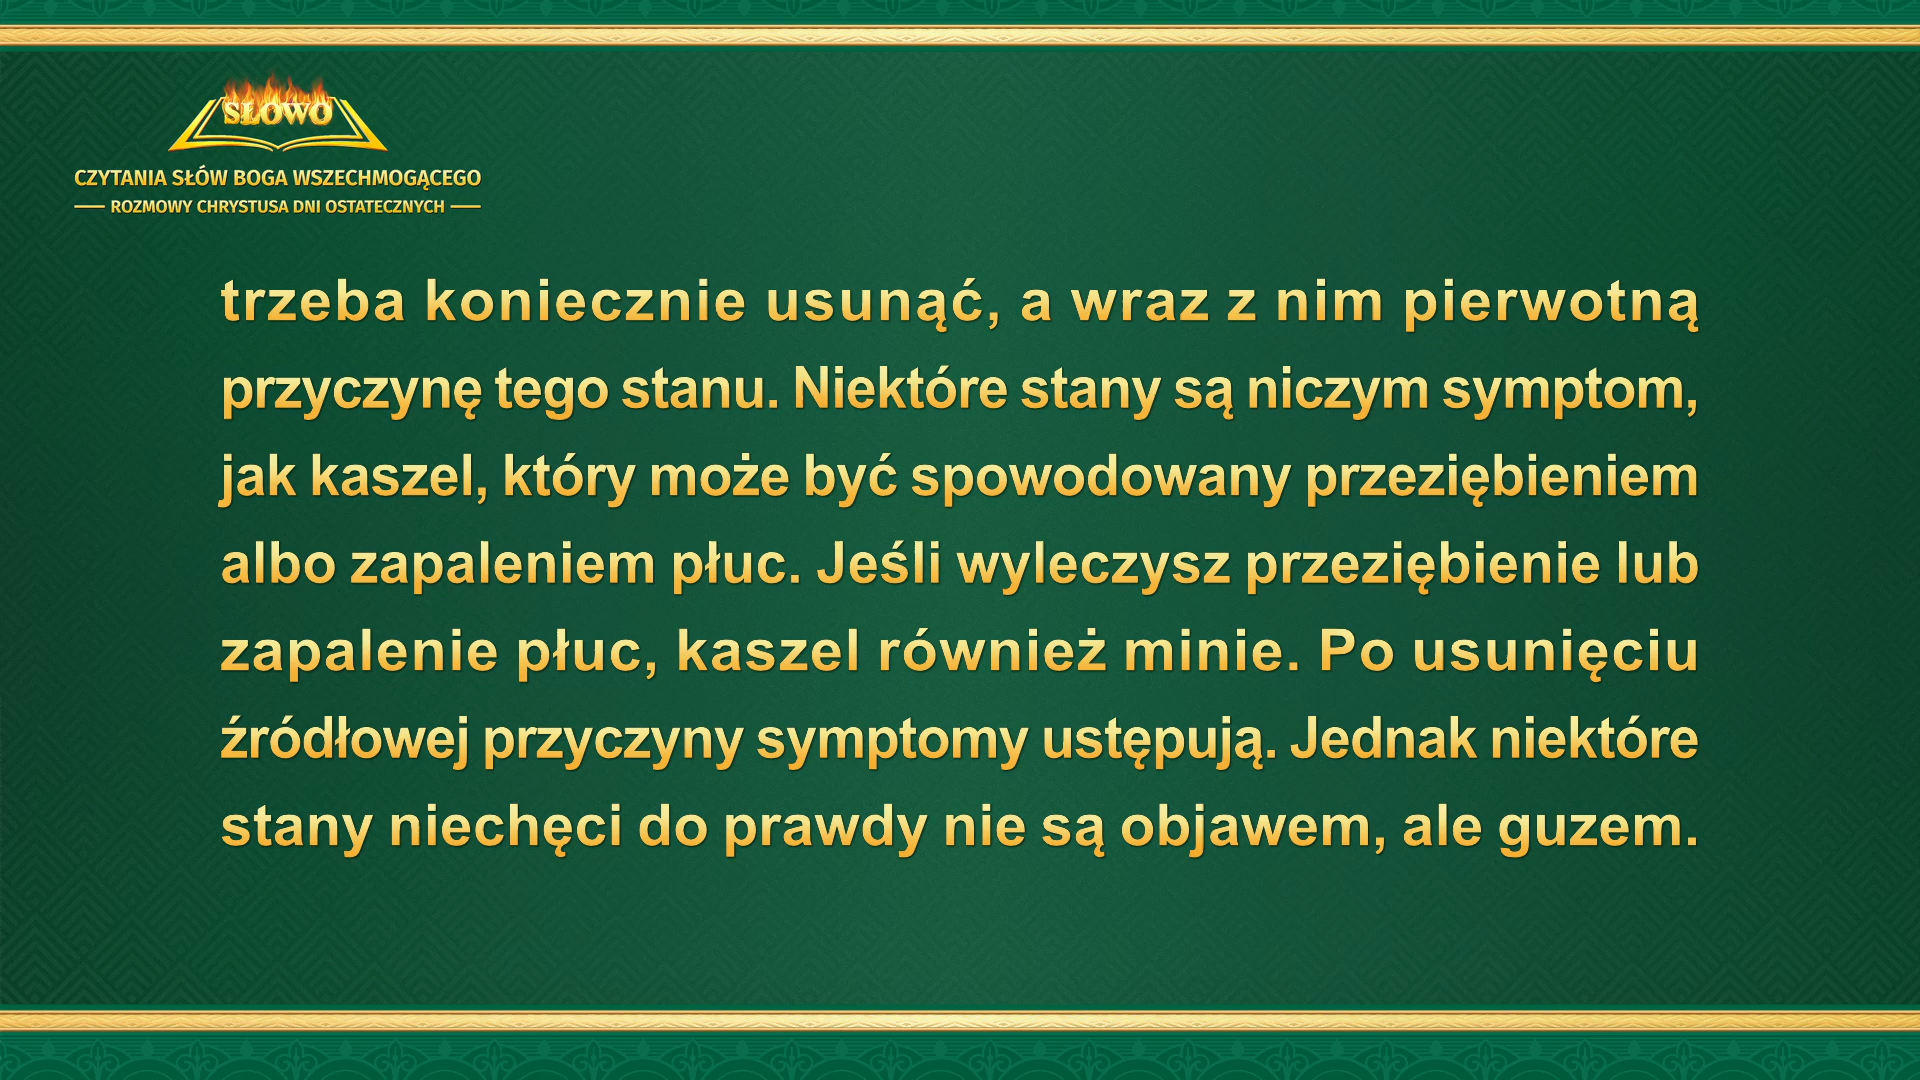 SŁOWO
CZYTANIA SŁÓW BOGA WSZECHMOGĄCEGO
ROZMOWY CHRYSTUSA DNI OSTATECZNYCH
trzeba koniecznie usunąć, a wraz z nim pierwotną
przyczynę tego stanu. Niektóre stany są niczym symptom,
jak kaszel, który może być spowodowany przeziębieniem
albo zapaleniem płuc. Jeśli wyleczysz przeziębienie lub
zapalenie płuc, kaszel również minie. Po usunięciu
źródłowej przyczyny symptomy ustępują. Jednak niektóre
stany niechęci do prawdy nie są objawem, ale guzem.